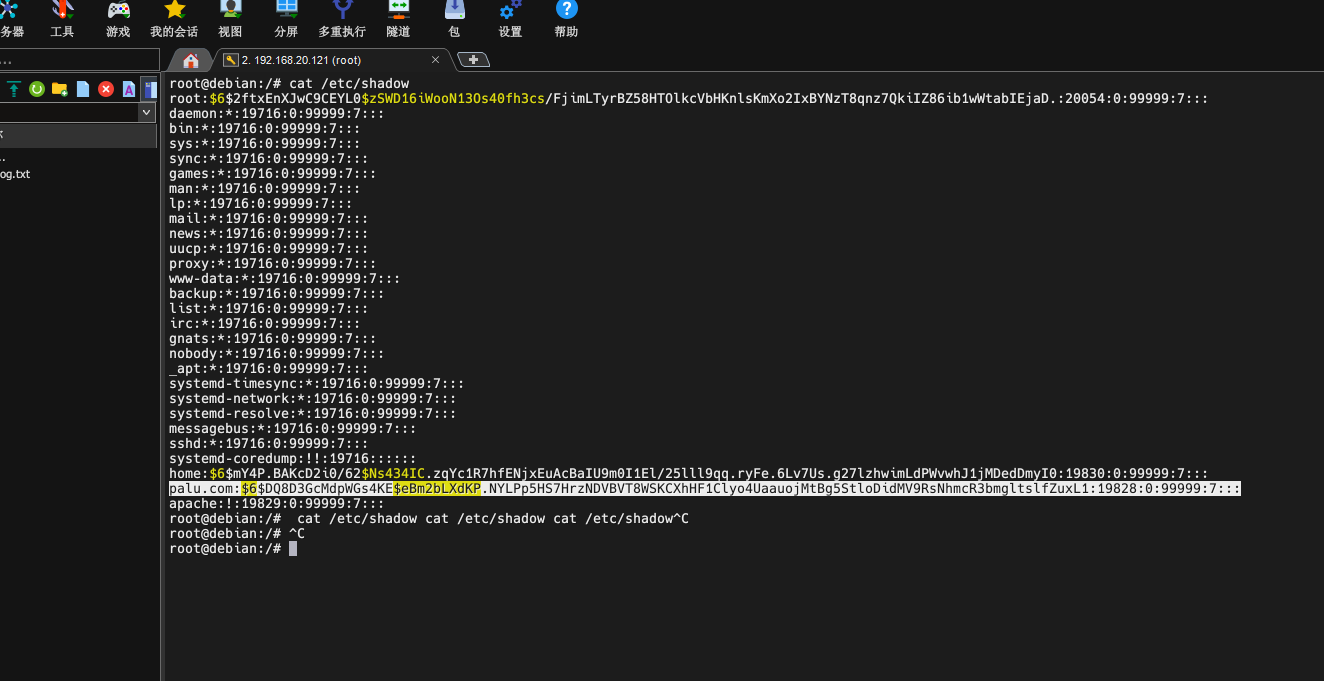 务器 工具 游戏 我的会话 视图 分屏 多重执行 隧道 包 设置 帮助
2. 192.168.20.121 (root)
og.txt
root@debian:/# cat /etc/shadow
root:$6$2ftxEnXJwC9CEYL0$zSWD16iWooN13Os40fh3cs/FjimLTyrBZ58HTOlkcVbHKnlsKmXo2IxBYNzT8qnz7QkiIZ86ib1wWtabIEjaD.:20054:0:99999:7:::
daemon:*:19716:0:99999:7:::
bin:*:19716:0:99999:7:::
sys:*:19716:0:99999:7:::
sync:*:19716:0:99999:7:::
games:*:19716:0:99999:7:::
man:*:19716:0:99999:7:::
lp:*:19716:0:99999:7:::
mail:*:19716:0:99999:7:::
news:*:19716:0:99999:7:::
uucp:*:19716:0:99999:7:::
proxy:*:19716:0:99999:7:::
www-data:*:19716:0:99999:7:::
backup:*:19716:0:99999:7:::
list:*:19716:0:99999:7:::
irc:*:19716:0:99999:7:::
gnats:*:19716:0:99999:7:::
nobody:*:19716:0:99999:7:::
_apt:*:19716:0:99999:7:::
systemd-timesync:*:19716:0:99999:7:::
systemd-network:*:19716:0:99999:7:::
systemd-resolve:*:19716:0:99999:7:::
messagebus:*:19716:0:99999:7:::
sshd:*:19716:0:99999:7:::
systemd-coredump:!!:19716::::::
home:$6$mY4P.BAKcD2i0/62$Ns434IC.zqYc1R7hfENjxEuAcBaIU9m0I1El/25lll9qq.ryFe.6Lv7Us.g27lzhwimLdPWvwhJ1jMDedDmyI0:19830:0:99999:7:::
palu.com:$6$DQ8D3GcMdpWGs4KE$eBm2bLXdKP.NYLPp5HS7HrzNDVBVT8WSKCXhHF1Clyo4UaauojMtBg5StloDidMV9RsNhmcR3bmgltslfZuxL1:19828:0:99999:7:::
apache:!:19829:0:99999:7:::
root@debian:/#  cat /etc/shadow cat /etc/shadow cat /etc/shadow^C
root@debian:/# ^C
root@debian:/#